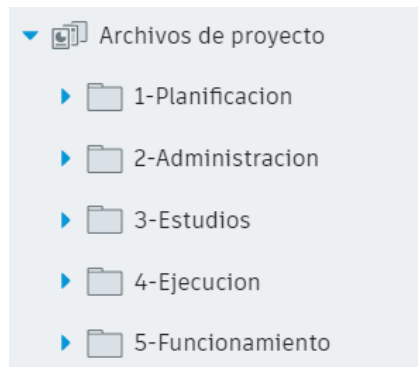 Archivos de proyecto
1-Planificacion
2-Administracion
3-Estudios
4-Ejecucion
5-Funcionamiento